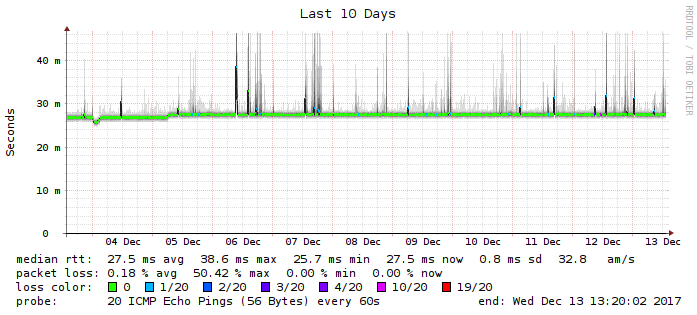 Last 10 Days
RRDTOOL / TOBI OETIKER
Seconds
40 m
30 m
20 m
10 m
0
04 Dec 05 Dec 06 Dec 07 Dec 08 Dec 09 Dec 10 Dec 11 Dec 12 Dec 13 Dec
median rtt: 27.5 ms avg 38.6 ms max 25.7 ms min 27.5 ms now 0.8 ms sd 32.8 am/s
packet loss: 0.18 % avg 50.42 % max 0.00 % min 0.00 % now
loss color: 0 1/20 2/20 3/20 4/20 10/20 19/20
probe: 20 ICMP Echo Pings (56 Bytes) every 60s end: Wed Dec 13 13:20:02 2017